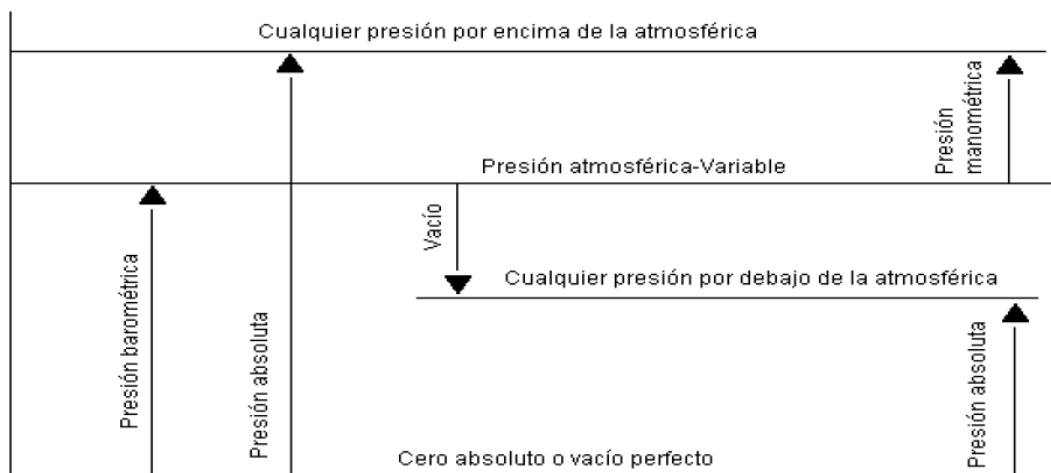 Cualquier presión por encima de la atmosférica
Presión
manométrica
Presión atmosférica-Variable
Vacío
Cualquier presión por debajo de la atmosférica
Presión barométrica
Presión absoluta
Presión absoluta
Cero absoluto o vacío perfecto